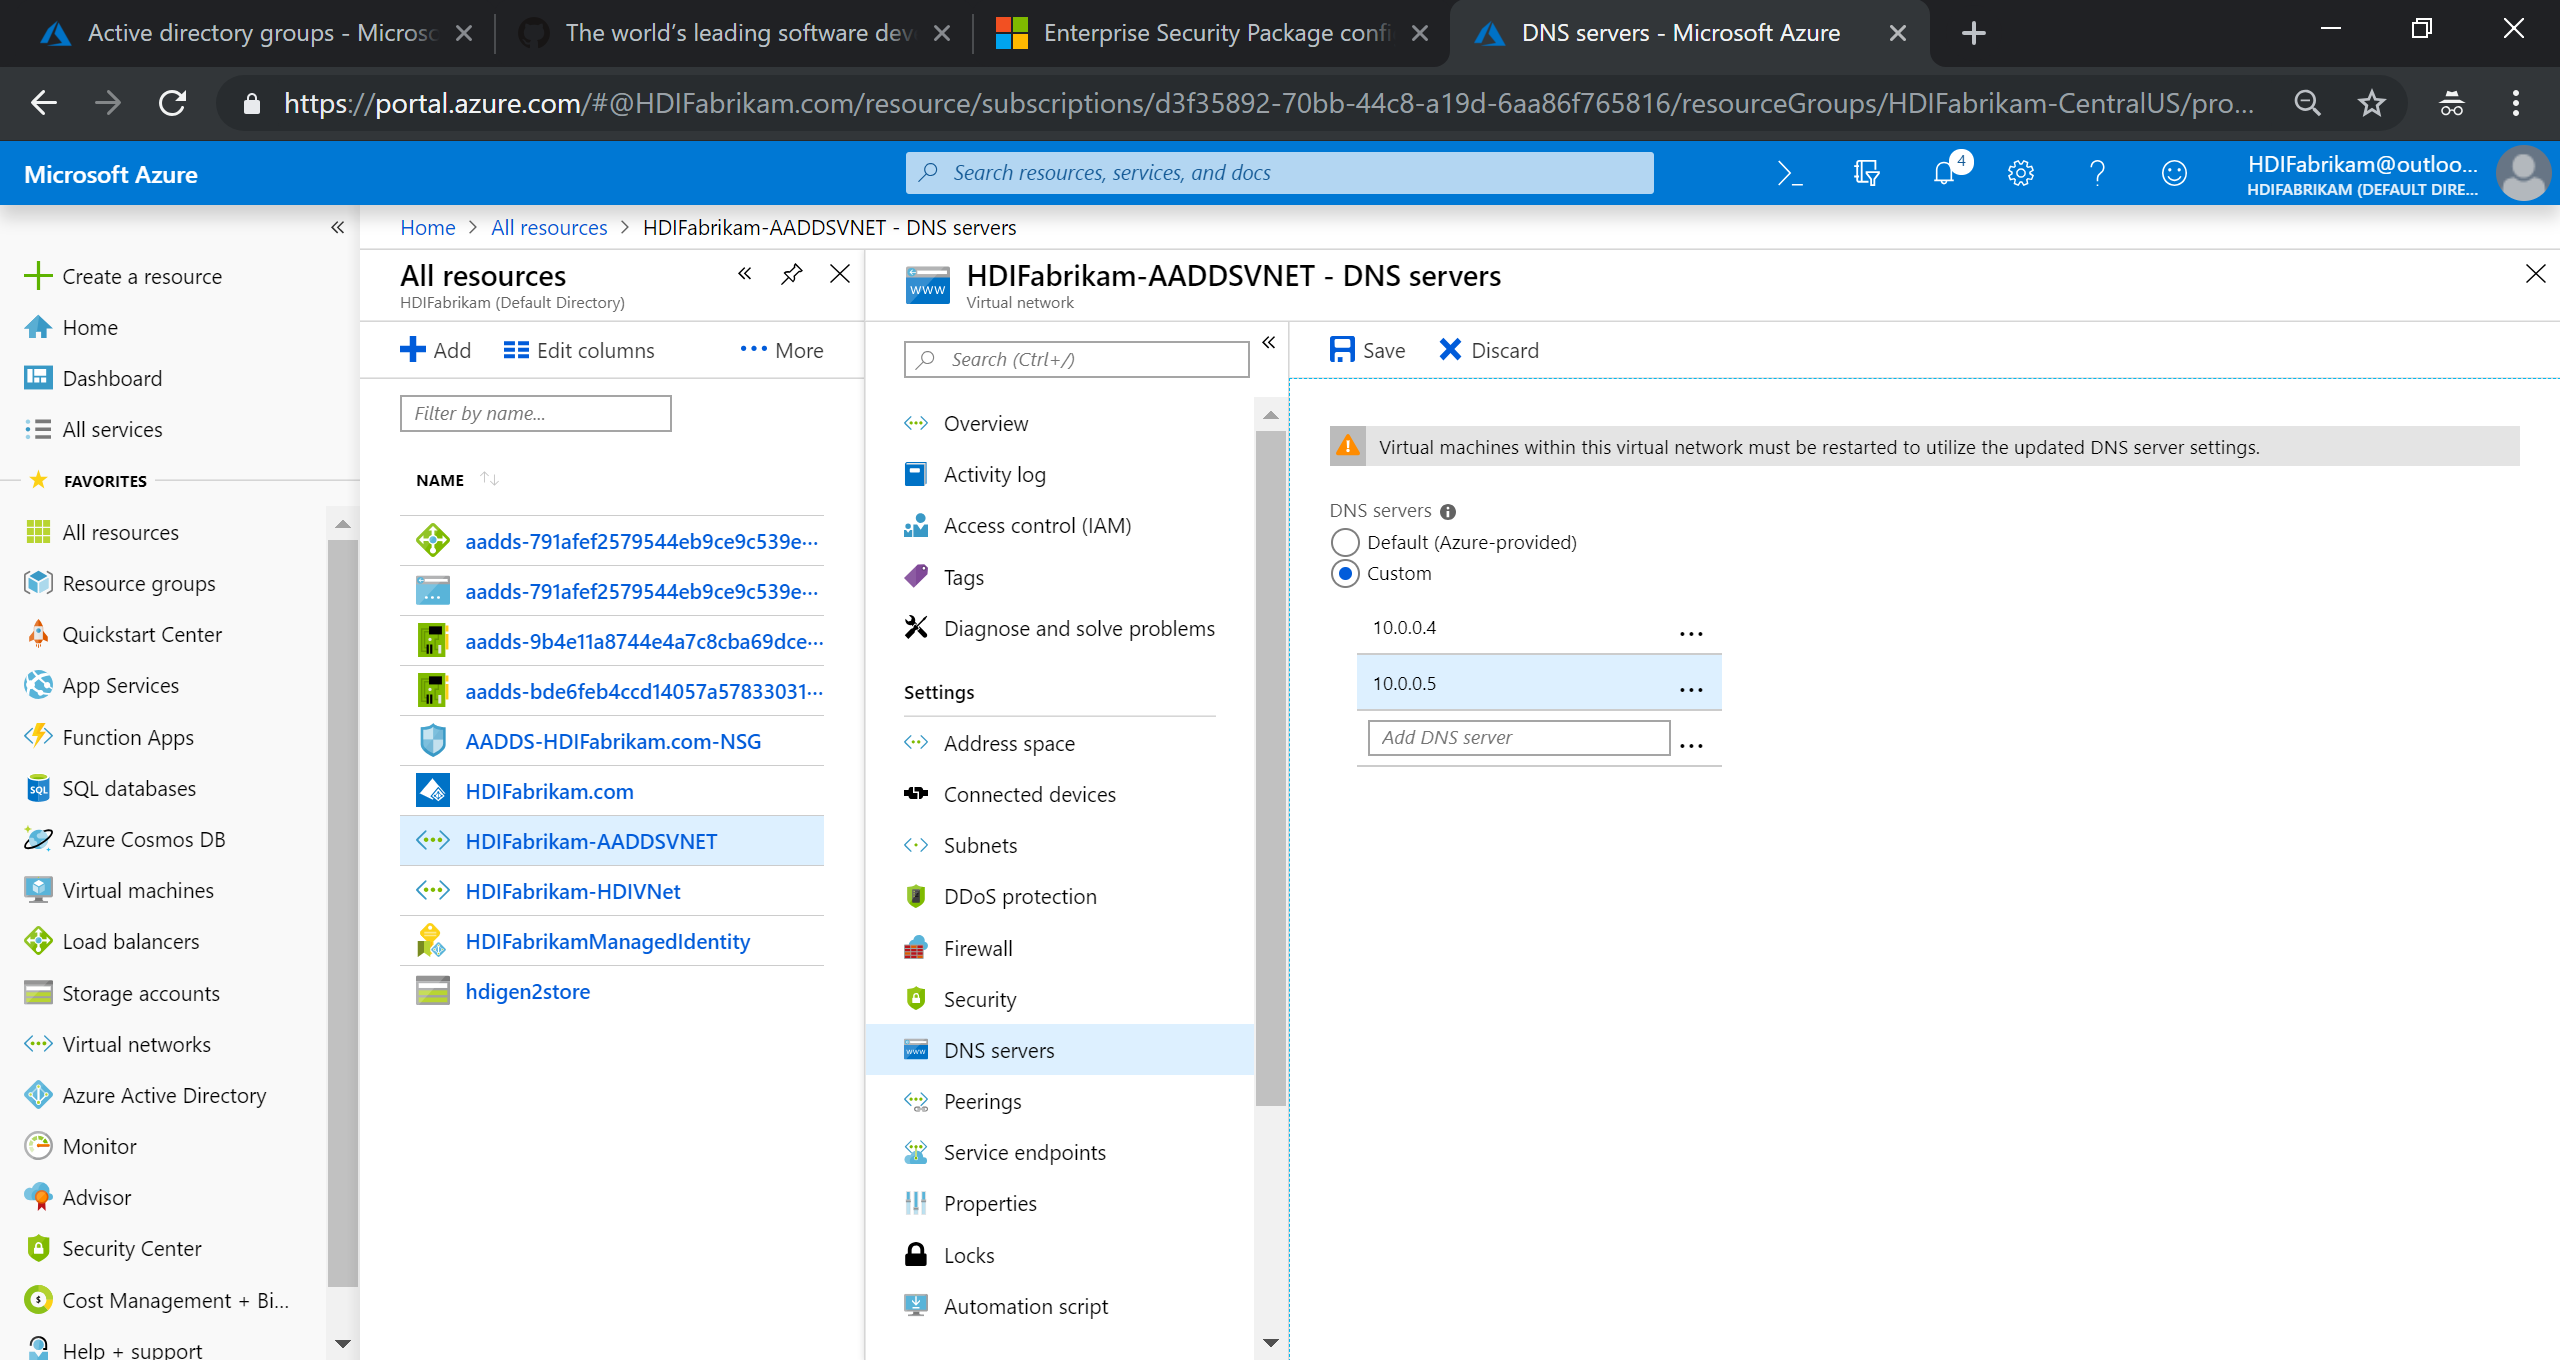 Active directory groups - Microsc
The world's leading software dev
Enterprise Security Package confi
DNS servers - Microsoft Azure
https://portal.azure.com/#@HDIFabrikam.com/resource/subscriptions/d3f35892-70bb-44c8-a19d-6aa86f765816/resourceGroups/HDIFabrikam-CentralUS/pro...
Microsoft Azure
Search resources, services, and docs
4
HDIFabrikam@outloo...
HDIFABRIKAM (DEFAULT DIRE...
Create a resource
Home
Dashboard
All services
FAVORITES
All resources
Resource groups
Quickstart Center
App Services
Function Apps
SQL databases
Azure Cosmos DB
Virtual machines
Load balancers
Storage accounts
Virtual networks
Azure Active Directory
Monitor
Advisor
Security Center
Cost Management + Bi...
Help + support
Home > All resources > HDIFabrikam-AADDSVNET - DNS servers
All resources
HDIFabrikam (Default Directory)
Add
Edit columns
More
Filter by name...
NAME
aadds-791afef2579544eb9ce9c539e...
aadds-791afef2579544eb9ce9c539e...
aadds-9b4e11a8744e4a7c8cba69dce...
aadds-bde6feb4ccd14057a57833031...
AADDS-HDIFabrikam.com-NSG
HDIFabrikam.com
HDIFabrikam-AADDSVNET
HDIFabrikam-HDIVNet
HDIFabrikamManagedIdentity
hdigen2store
HDIFabrikam-AADDSVNET - DNS servers
Virtual network
Search (Ctrl+/)
Overview
Activity log
Access control (IAM)
Tags
Diagnose and solve problems
Settings
Address space
Connected devices
Subnets
DDoS protection
Firewall
Security
DNS servers
Peerings
Service endpoints
Properties
Locks
Automation script
Save
Discard
Virtual machines within this virtual network must be restarted to utilize the updated DNS server settings.
DNS servers
Default (Azure-provided)
Custom
10.0.0.4
10.0.0.5
Add DNS server